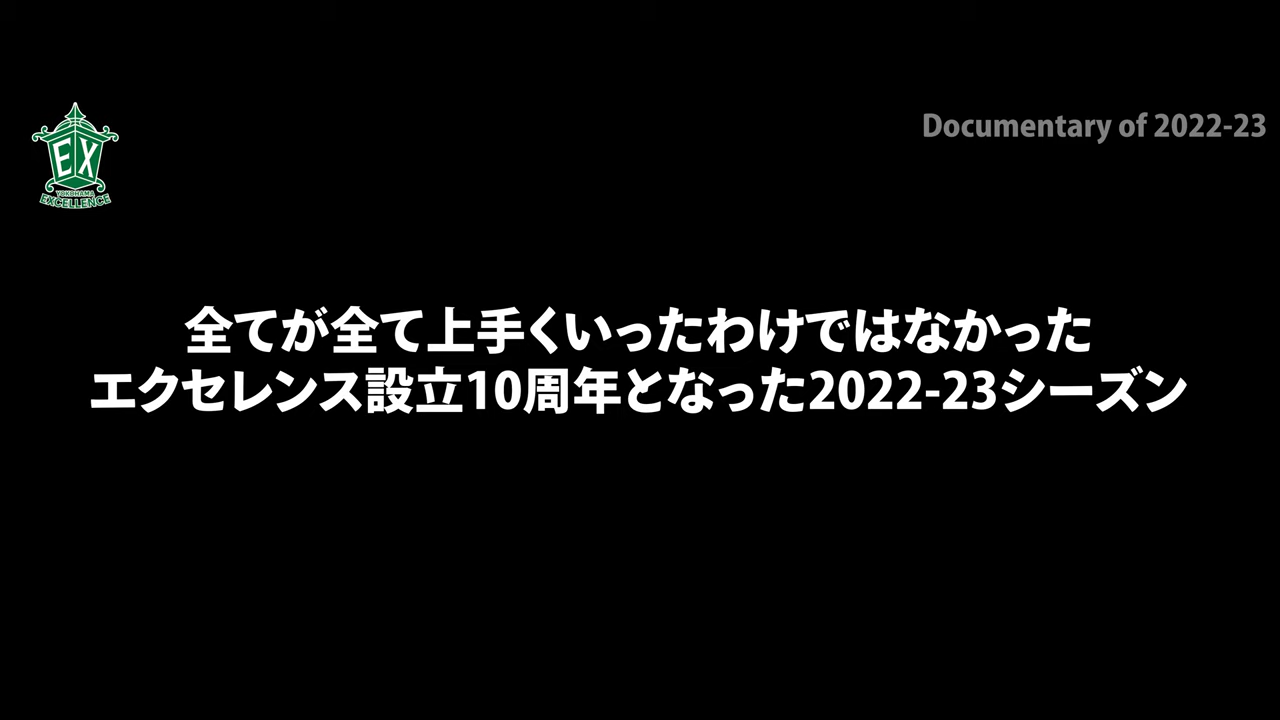 Documentary of 2022-23
EX
YOKOHAMA
EXCELLENCE
全てが全て上手くいったわけではなかった
エクセレンス設立10周年となった2022-23シーズン